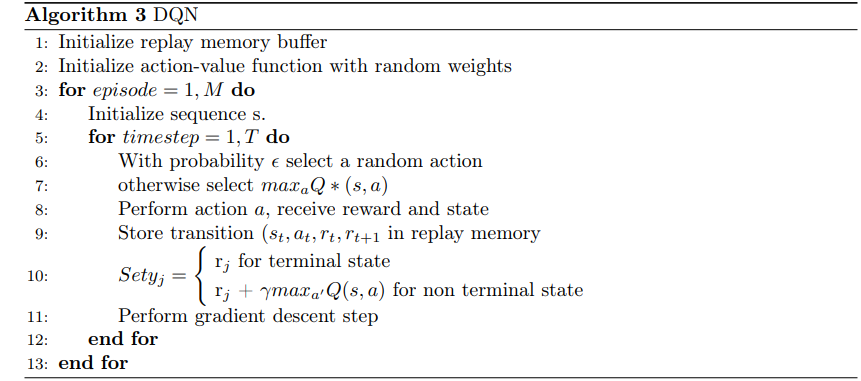 Algorithm 3 DQN
1: Initialize replay memory buffer
2: Initialize action-value function with random weights
3: for episode = 1, M do
4: Initialize sequence s.
5: for timestep = 1, T do
6: With probability ϵ select a random action
7: otherwise select max_a Q ∗ (s, a)
8: Perform action a, receive reward and state
9: Store transition (s_t, a_t, r_t, r_{t+1} in replay memory
10: Sety_j = { r_j for terminal state
r_j + γmax_{a′}Q(s, a) for non terminal state
11: Perform gradient descent step
12: end for
13: end for